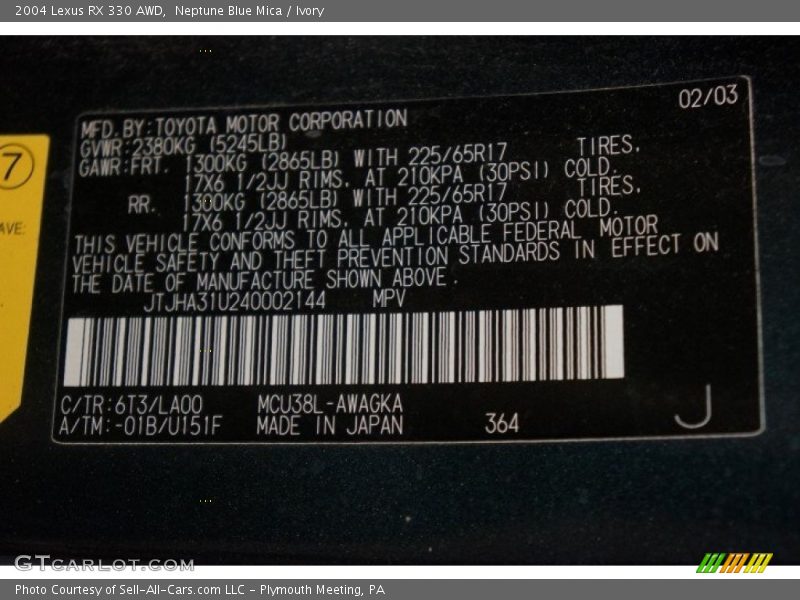 2004 Lexus RX 330 AWD, Neptune Blue Mica / Ivory
02/03
MFD. BY: TOYOTA MOTOR CORPORATION
GVWR: 2380KG (5245LB)
GAWR: FRT. 1300KG (2865LB) WITH 225/65R17 TIRES,
17X6 1/2JJ RIMS, AT 210KPA (30PSI) COLD.
RR. 1300KG (2865LB) WITH 225/65R17 TIRES,
17X6 1/2JJ RIMS, AT 210KPA (30PSI) COLD.
THIS VEHICLE CONFORMS TO ALL APPLICABLE FEDERAL MOTOR
VEHICLE SAFETY AND THEFT PREVENTION STANDARDS IN EFFECT ON
THE DATE OF MANUFACTURE SHOWN ABOVE.
JTJHA31U240002144 MPV
C/TR: 6T3/LA00 MCU38L-AWAGKA
A/TM: -01B/U151F MADE IN JAPAN 364 J
7
AVE:
GTCARLOT.COM
Photo Courtesy of Sell-All-Cars.com LLC - Plymouth Meeting, PA